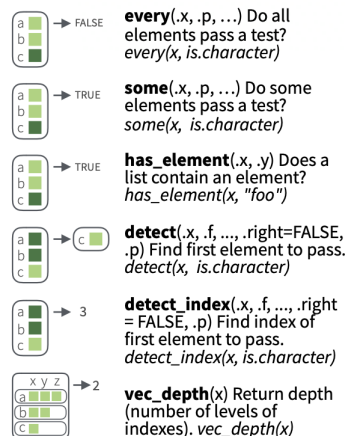 a
b
c
FALSE
every(.x, .p, …) Do all
elements pass a test?
every(x, is.character)
a
b
c
TRUE
some(.x, .p, …) Do some
elements pass a test?
some(x, is.character)
a
b
c
TRUE
has_element(.x, .y) Does a
list contain an element?
has_element(x, "foo")
a
b
c
c
detect(.x, .f, ..., .right=FALSE,
.p) Find first element to pass.
detect(x, is.character)
a
b
c
3
detect_index(.x, .f, ..., .right
= FALSE, .p) Find index of
first element to pass.
detect_index(x, is.character)
x y z
a
b
c
2
vec_depth(x) Return depth
(number of levels of
indexes). vec_depth(x)